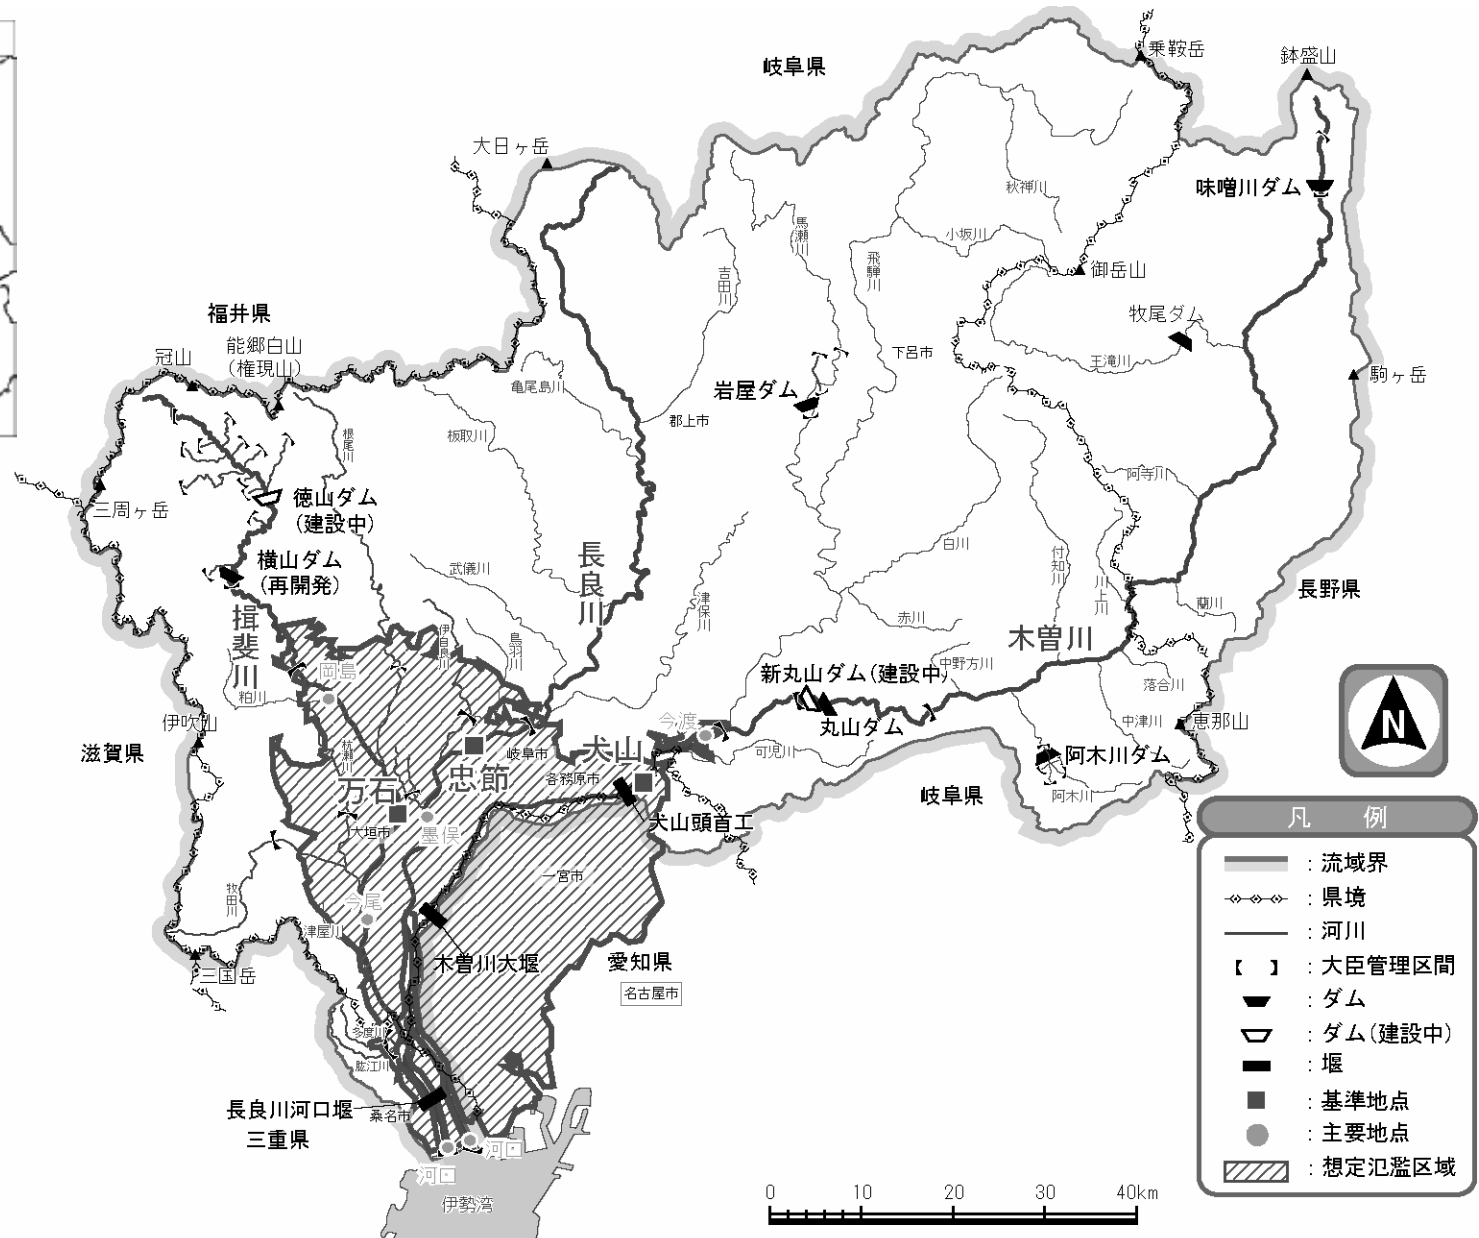 岐阜県
乗鞍岳
鉢盛山
大日ヶ岳
味噌川ダム
秋神川
馬瀬川
小坂川
飛騨川
吉田川
御岳山
福井県
牧尾ダム
能郷白山
(権現山)
冠山
下呂市
王滝川
駒ヶ岳
亀尾島川
岩屋ダム
郡上市
板取川
根尾川
阿寺川
徳山ダム
(建設中)
三周ヶ岳
長良川
白川
付知川
川上川
横山ダム
(再開発)
武儀川
津保川
長野県
蘭川
揖斐川
伊自良川
鳥羽川
赤川
木曽川
中野方川
新丸山ダム(建設中)
岡島
粕川
落合川
伊吹山
今渡
丸山ダム
中津川
恵那山
滋賀県
杭瀬川
岐阜市
犬山
可児川
阿木川ダム
忠節
各務原市
万石
岐阜県
阿木川
N
大垣市
墨俣
犬山頭首工
一宮市
牧田川
今尾
津屋川
木曽川大堰
愛知県
三国岳
名古屋市
多度川
肱江川
長良川河口堰
桑名市
三重県
河口
河口
伊勢湾
凡 例
:流域界
:県境
:河川
:大臣管理区間
:ダム
:ダム(建設中)
:堰
:基準地点
:主要地点
:想定氾濫区域
0 10 20 30 40km